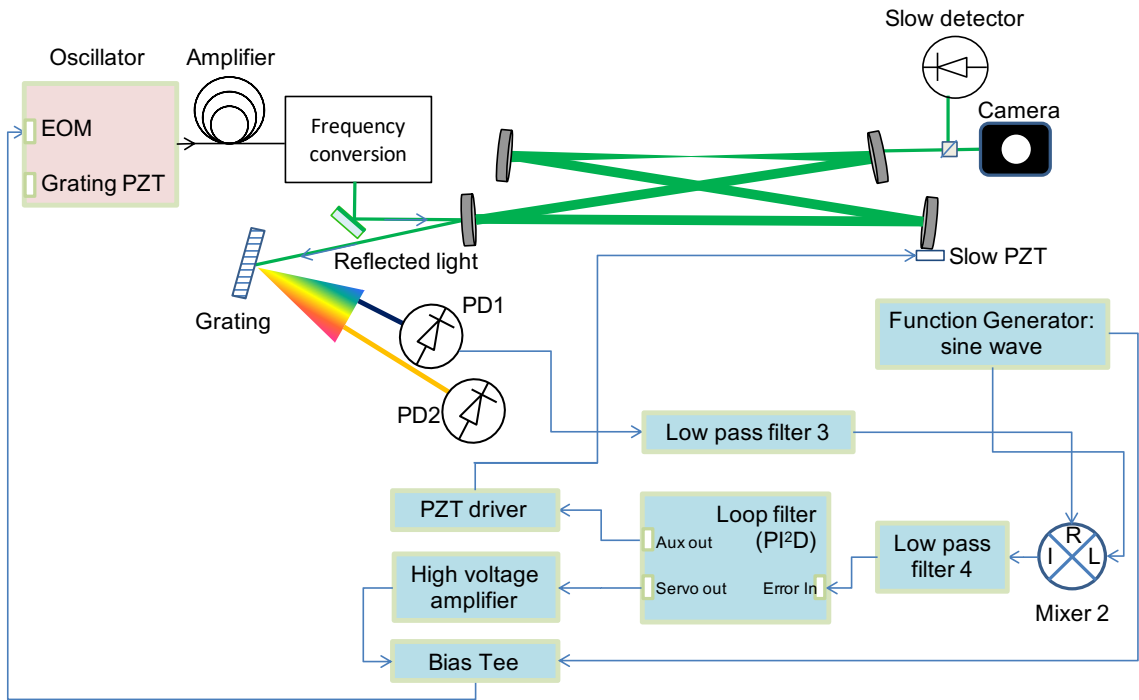 Slow detector
Oscillator
Amplifier
Camera
EOM
Frequency
conversion
Grating PZT
Reflected light
Slow PZT
Grating
PD1
Function Generator:
sine wave
PD2
Low pass filter 3
PZT driver
Loop filter
(PI²D)
Aux out
Low pass
filter 4
R
I
L
High voltage
amplifier
Servo out
Error In
Mixer 2
Bias Tee